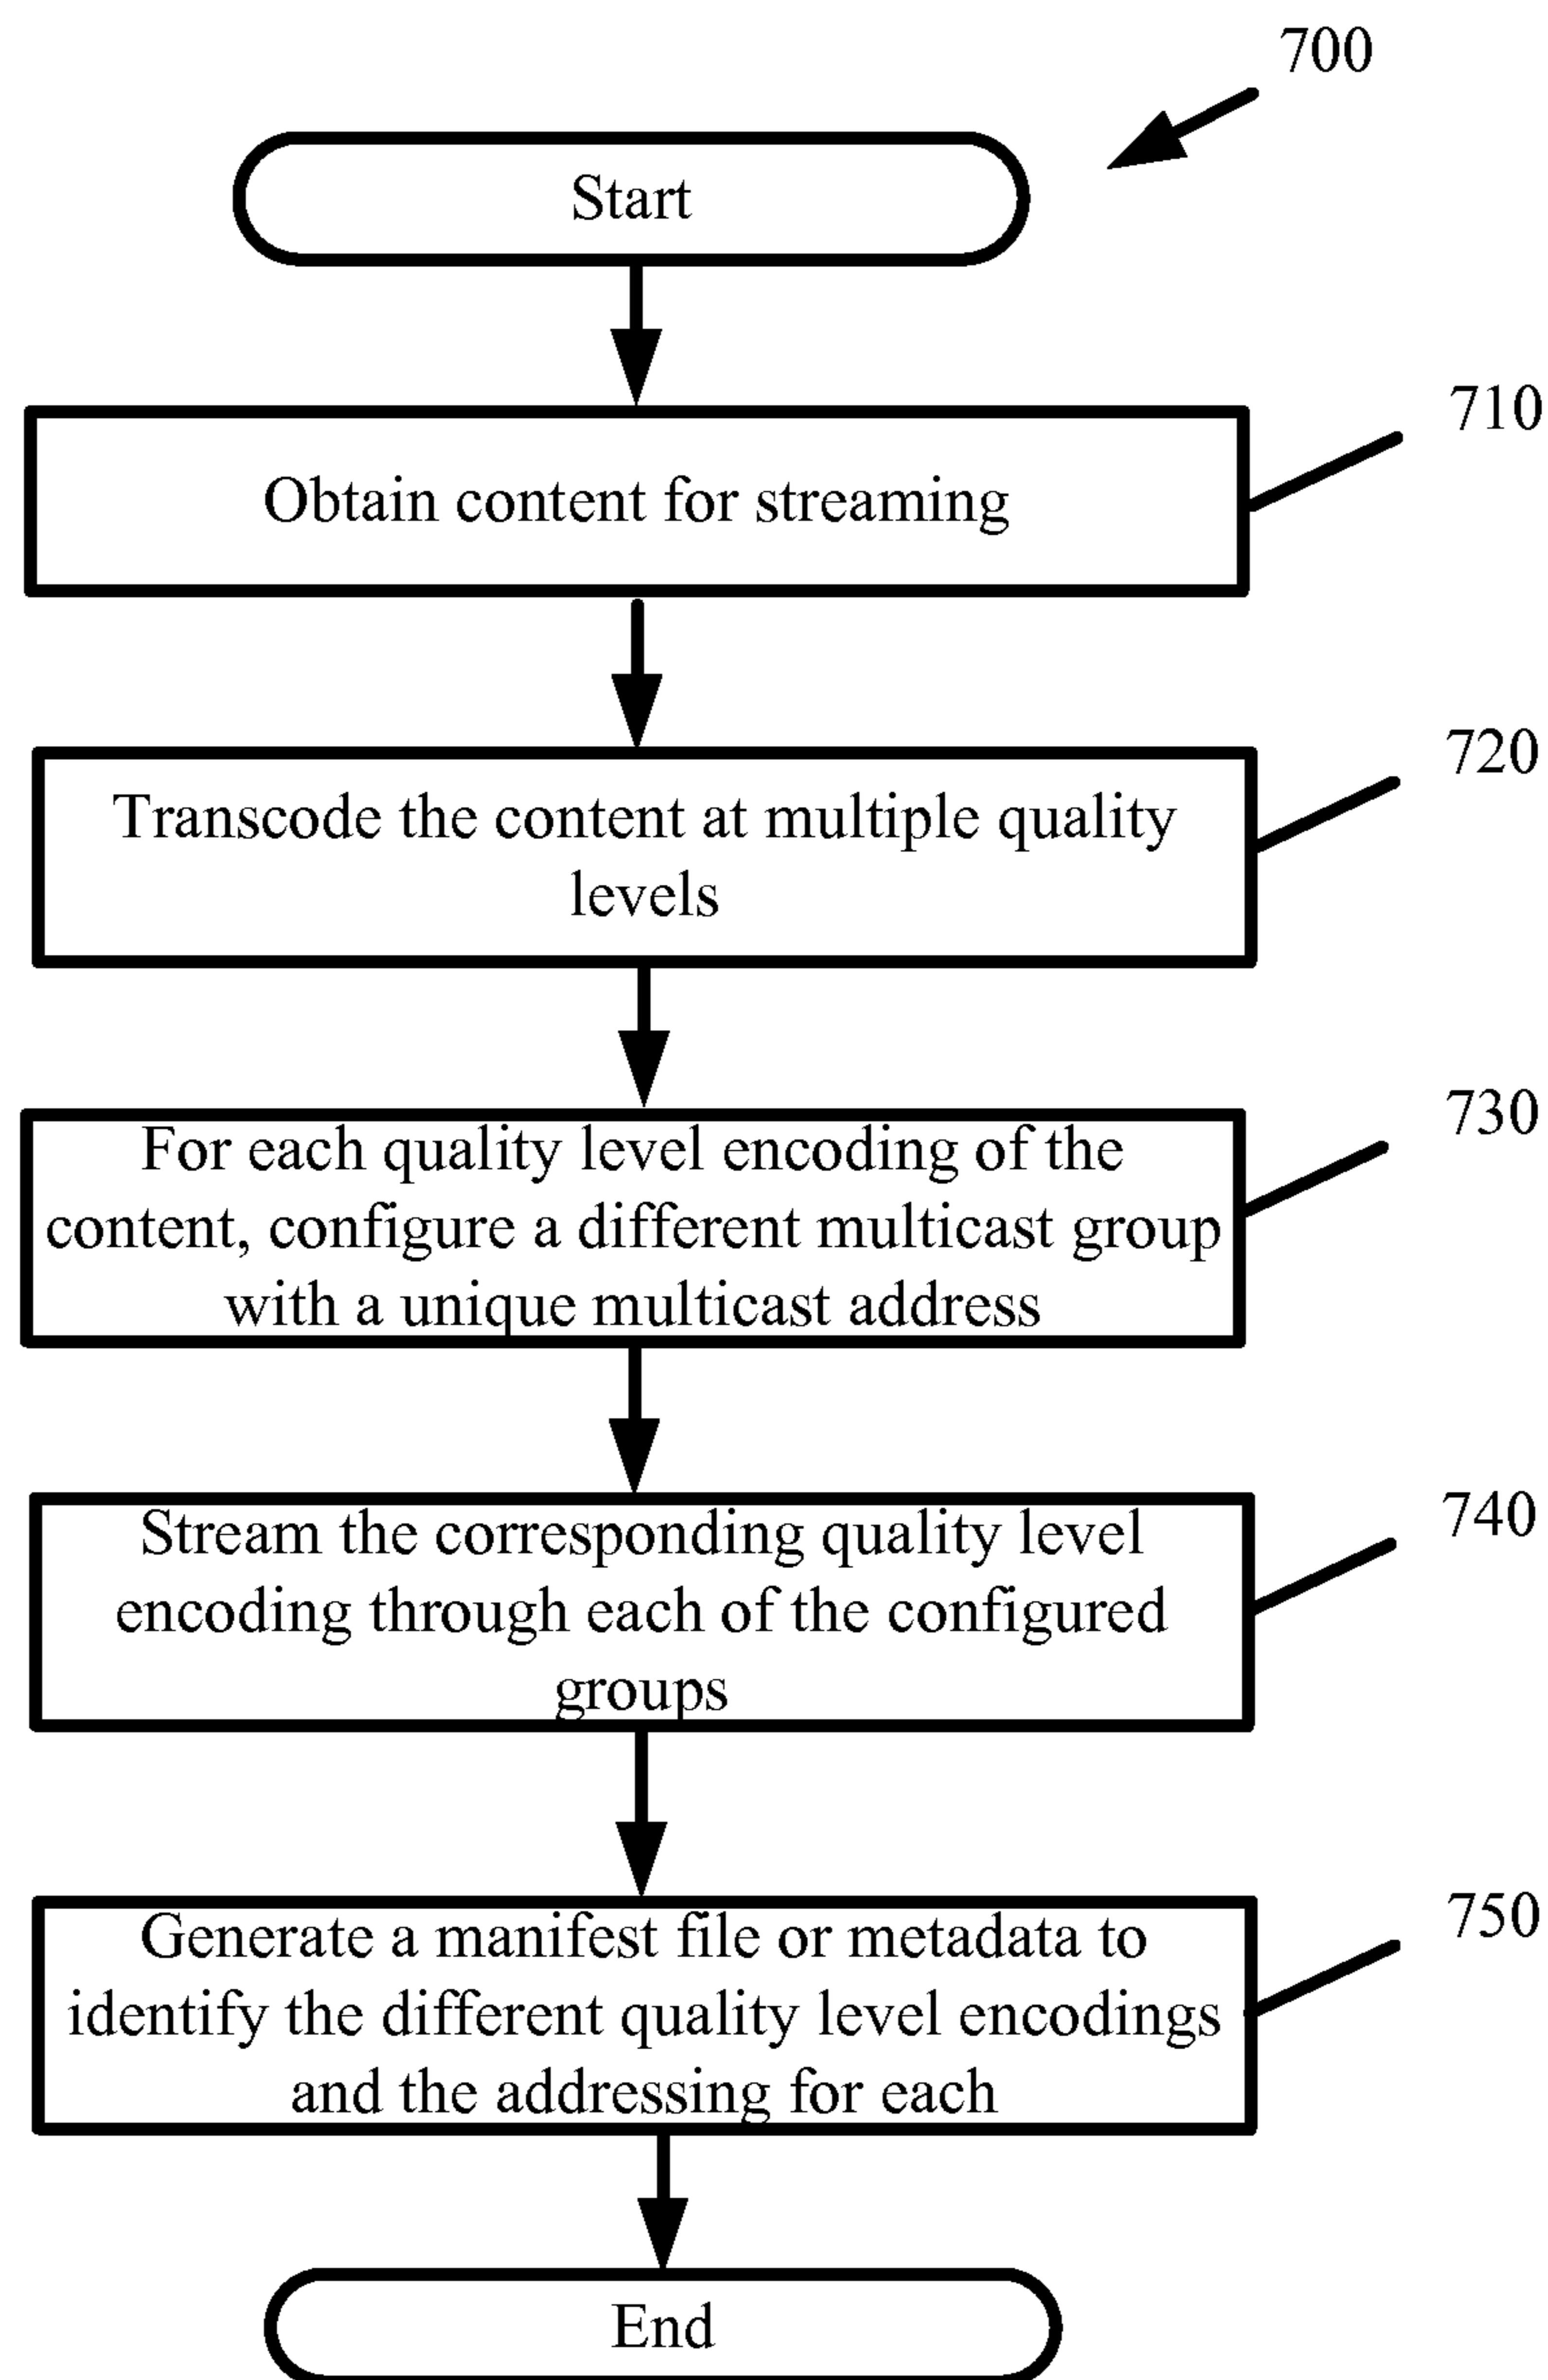 700
Start
710
Obtain content for streaming
720
Transcode the content at multiple quality
levels
730
For each quality level encoding of the
content, configure a different multicast group
with a unique multicast address
740
Stream the corresponding quality level
encoding through each of the configured
groups
750
Generate a manifest file or metadata to
identify the different quality level encodings
and the addressing for each
End